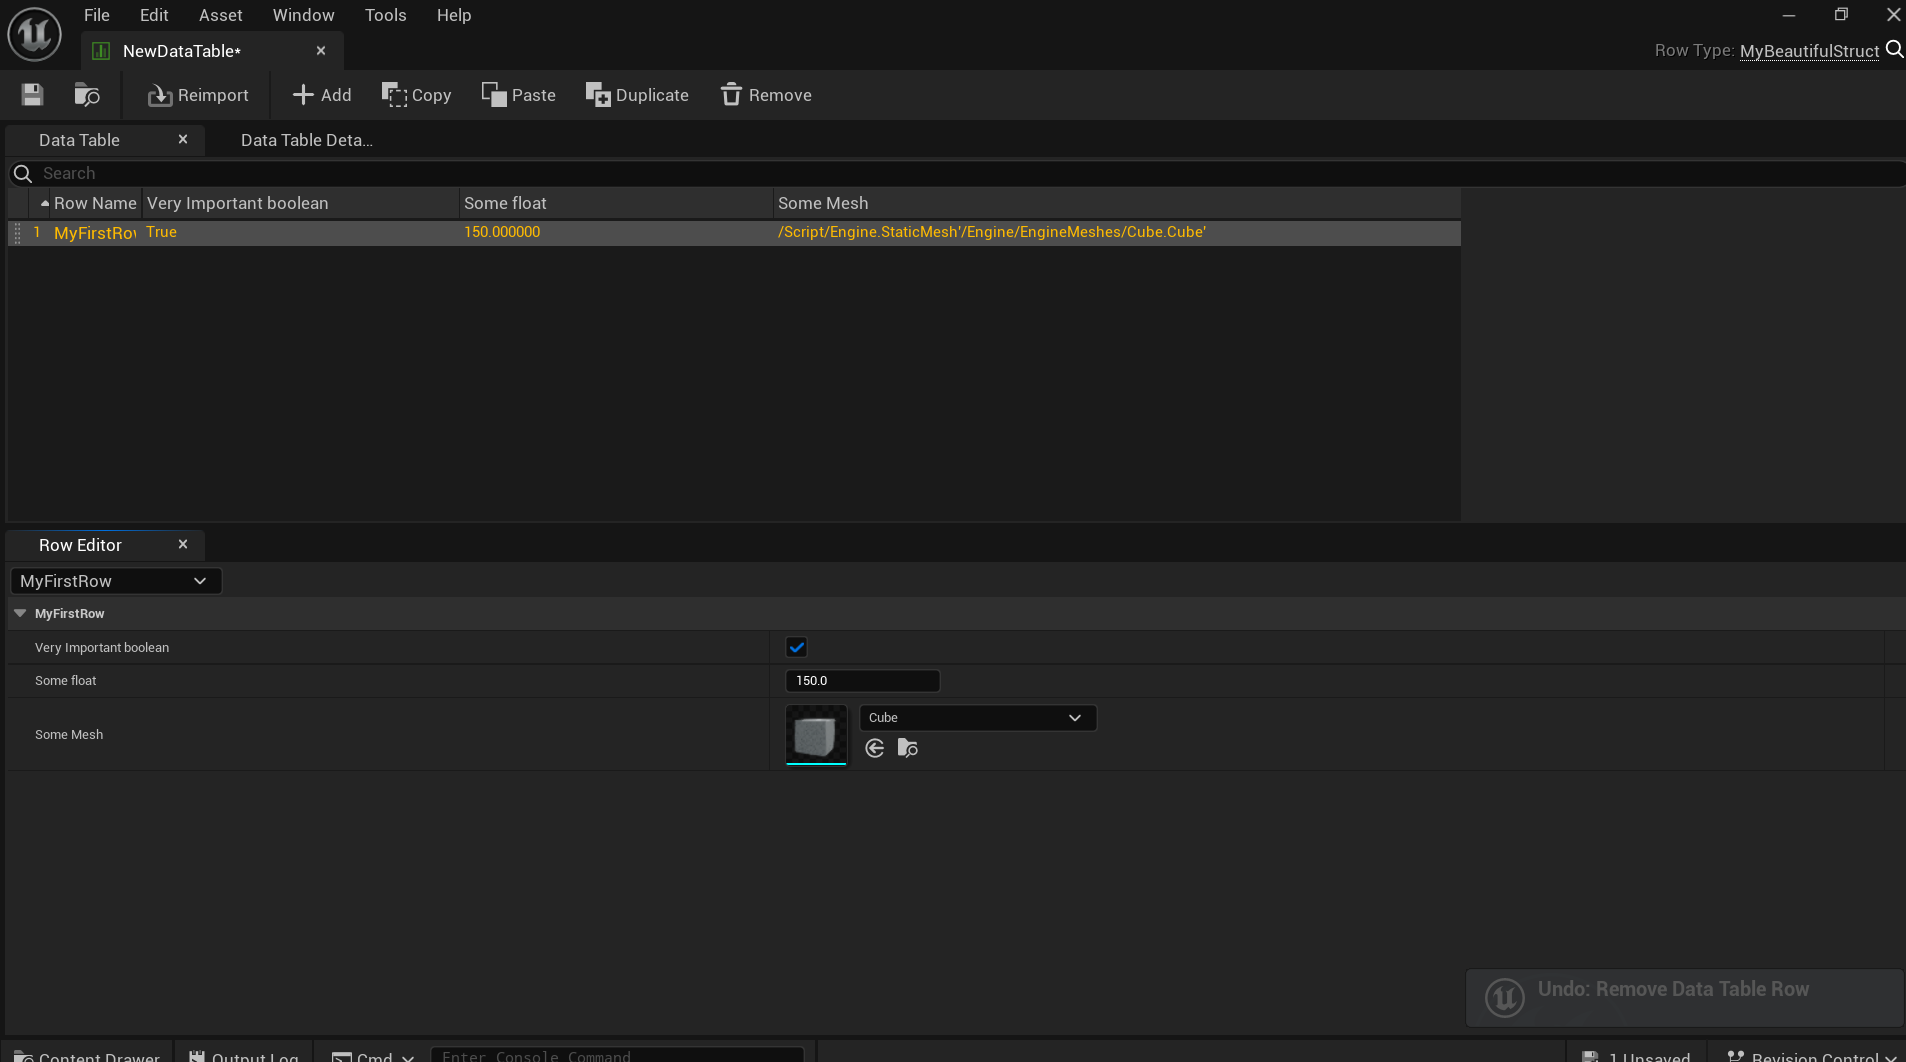 File Edit Asset Window Tools Help
NewDataTable*
Row Type: MyBeautifulStruct
Reimport Add Copy Paste Duplicate Remove
Data Table Data Table Deta...
Search
Row Name Very Important boolean Some float Some Mesh
1 MyFirstRow True 150.000000 /Script/Engine.StaticMesh'/Engine/EngineMeshes/Cube.Cube'
Row Editor
MyFirstRow
MyFirstRow
Very Important boolean
Some float 150.0
Cube
Some Mesh
Undo: Remove Data Table Row
Content Drawer Output Log Cmd Enter Console Command 1 Unsaved Revision Control